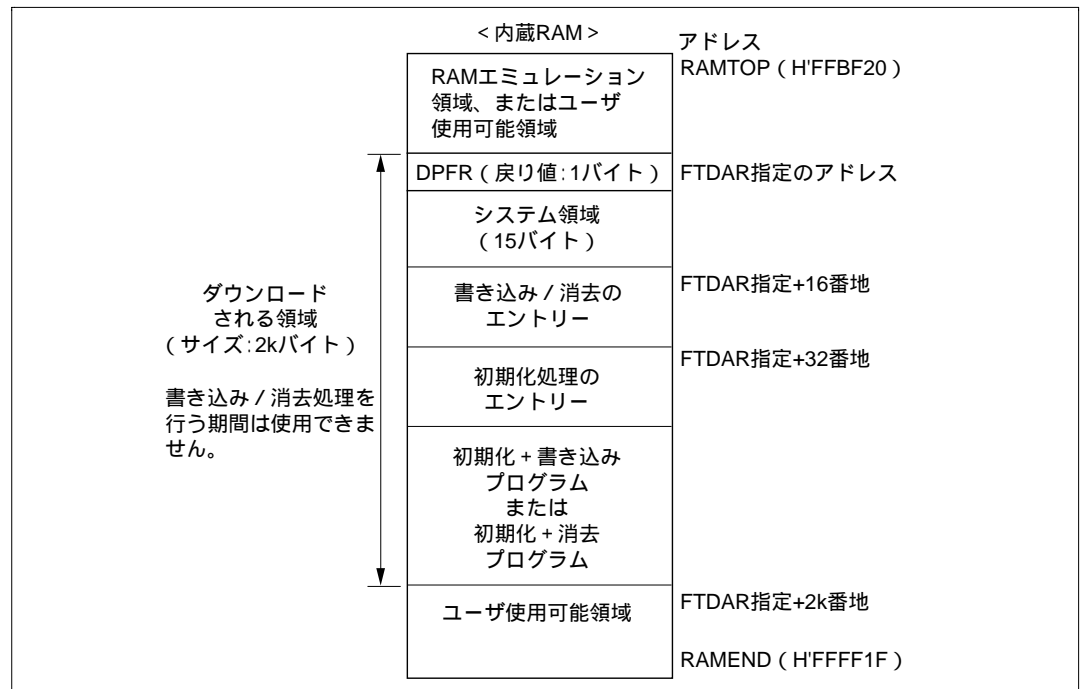 <内蔵RAM>
アドレス
RAMTOP(H'FFBF20)
RAMエミュレーション
領域、またはユーザ
使用可能領域
DPFR(戻り値:1バイト)
FTDAR指定のアドレス
システム領域
(15バイト)
ダウンロード
される領域
(サイズ:2kバイト)
書き込み/消去処理を
行う期間は使用できま
せん。
書き込み/消去の
エントリー
FTDAR指定+16番地
初期化処理の
エントリー
FTDAR指定+32番地
初期化+書き込み
プログラム
または
初期化+消去
プログラム
ユーザ使用可能領域
FTDAR指定+2k番地
RAMEND(H'FFFF1F)